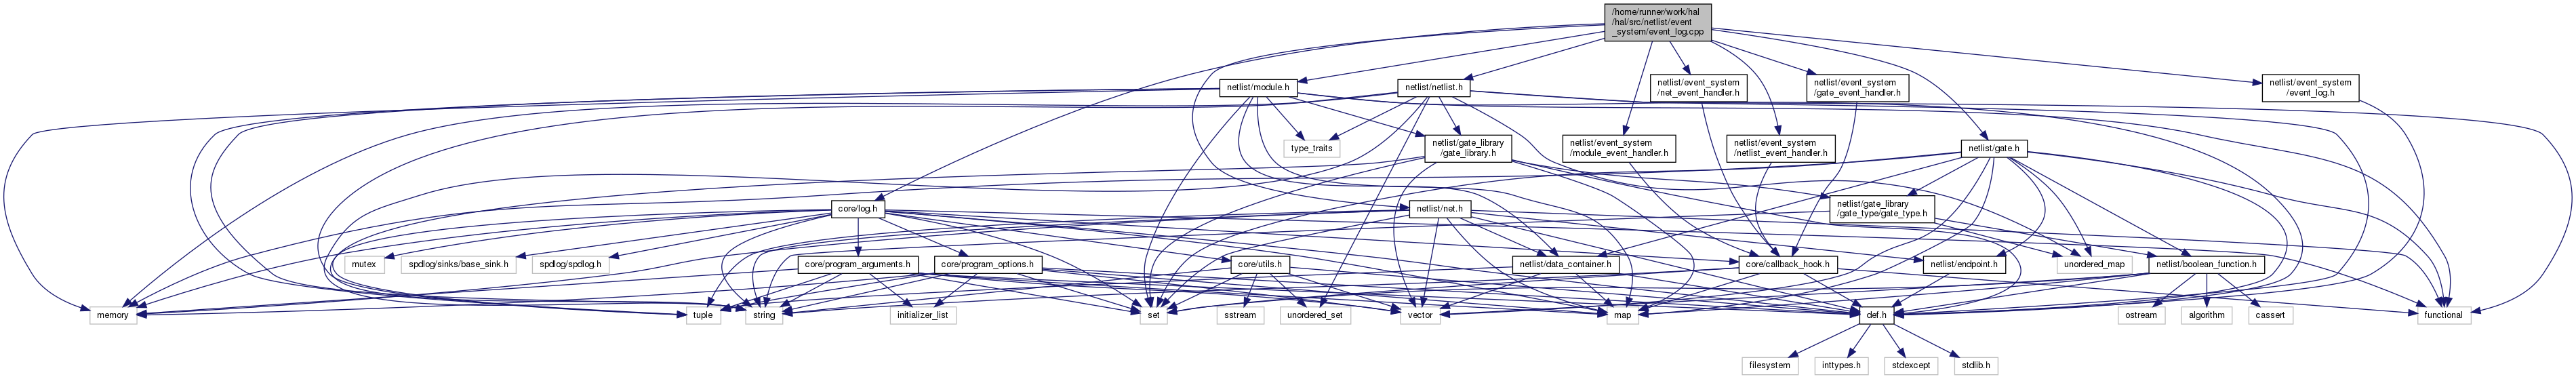 /home/runner/work/hal
/hal/src/netlist/event
_system/event_log.cpp
netlist/module.h
netlist/netlist.h
netlist/event_system
/net_event_handler.h
netlist/event_system
/gate_event_handler.h
netlist/event_system
/event_log.h
type_traits
netlist/gate_library
/gate_library.h
netlist/event_system
/module_event_handler.h
netlist/event_system
/netlist_event_handler.h
netlist/gate.h
core/log.h
netlist/net.h
netlist/gate_library
/gate_type/gate_type.h
mutex
spdlog/sinks/base_sink.h
spdlog/spdlog.h
core/program_arguments.h
core/program_options.h
core/utils.h
netlist/data_container.h
core/callback_hook.h
netlist/endpoint.h
unordered_map
netlist/boolean_function.h
memory
tuple
string
initializer_list
set
sstream
unordered_set
vector
map
def.h
ostream
algorithm
cassert
functional
filesystem
inttypes.h
stdexcept
stdlib.h